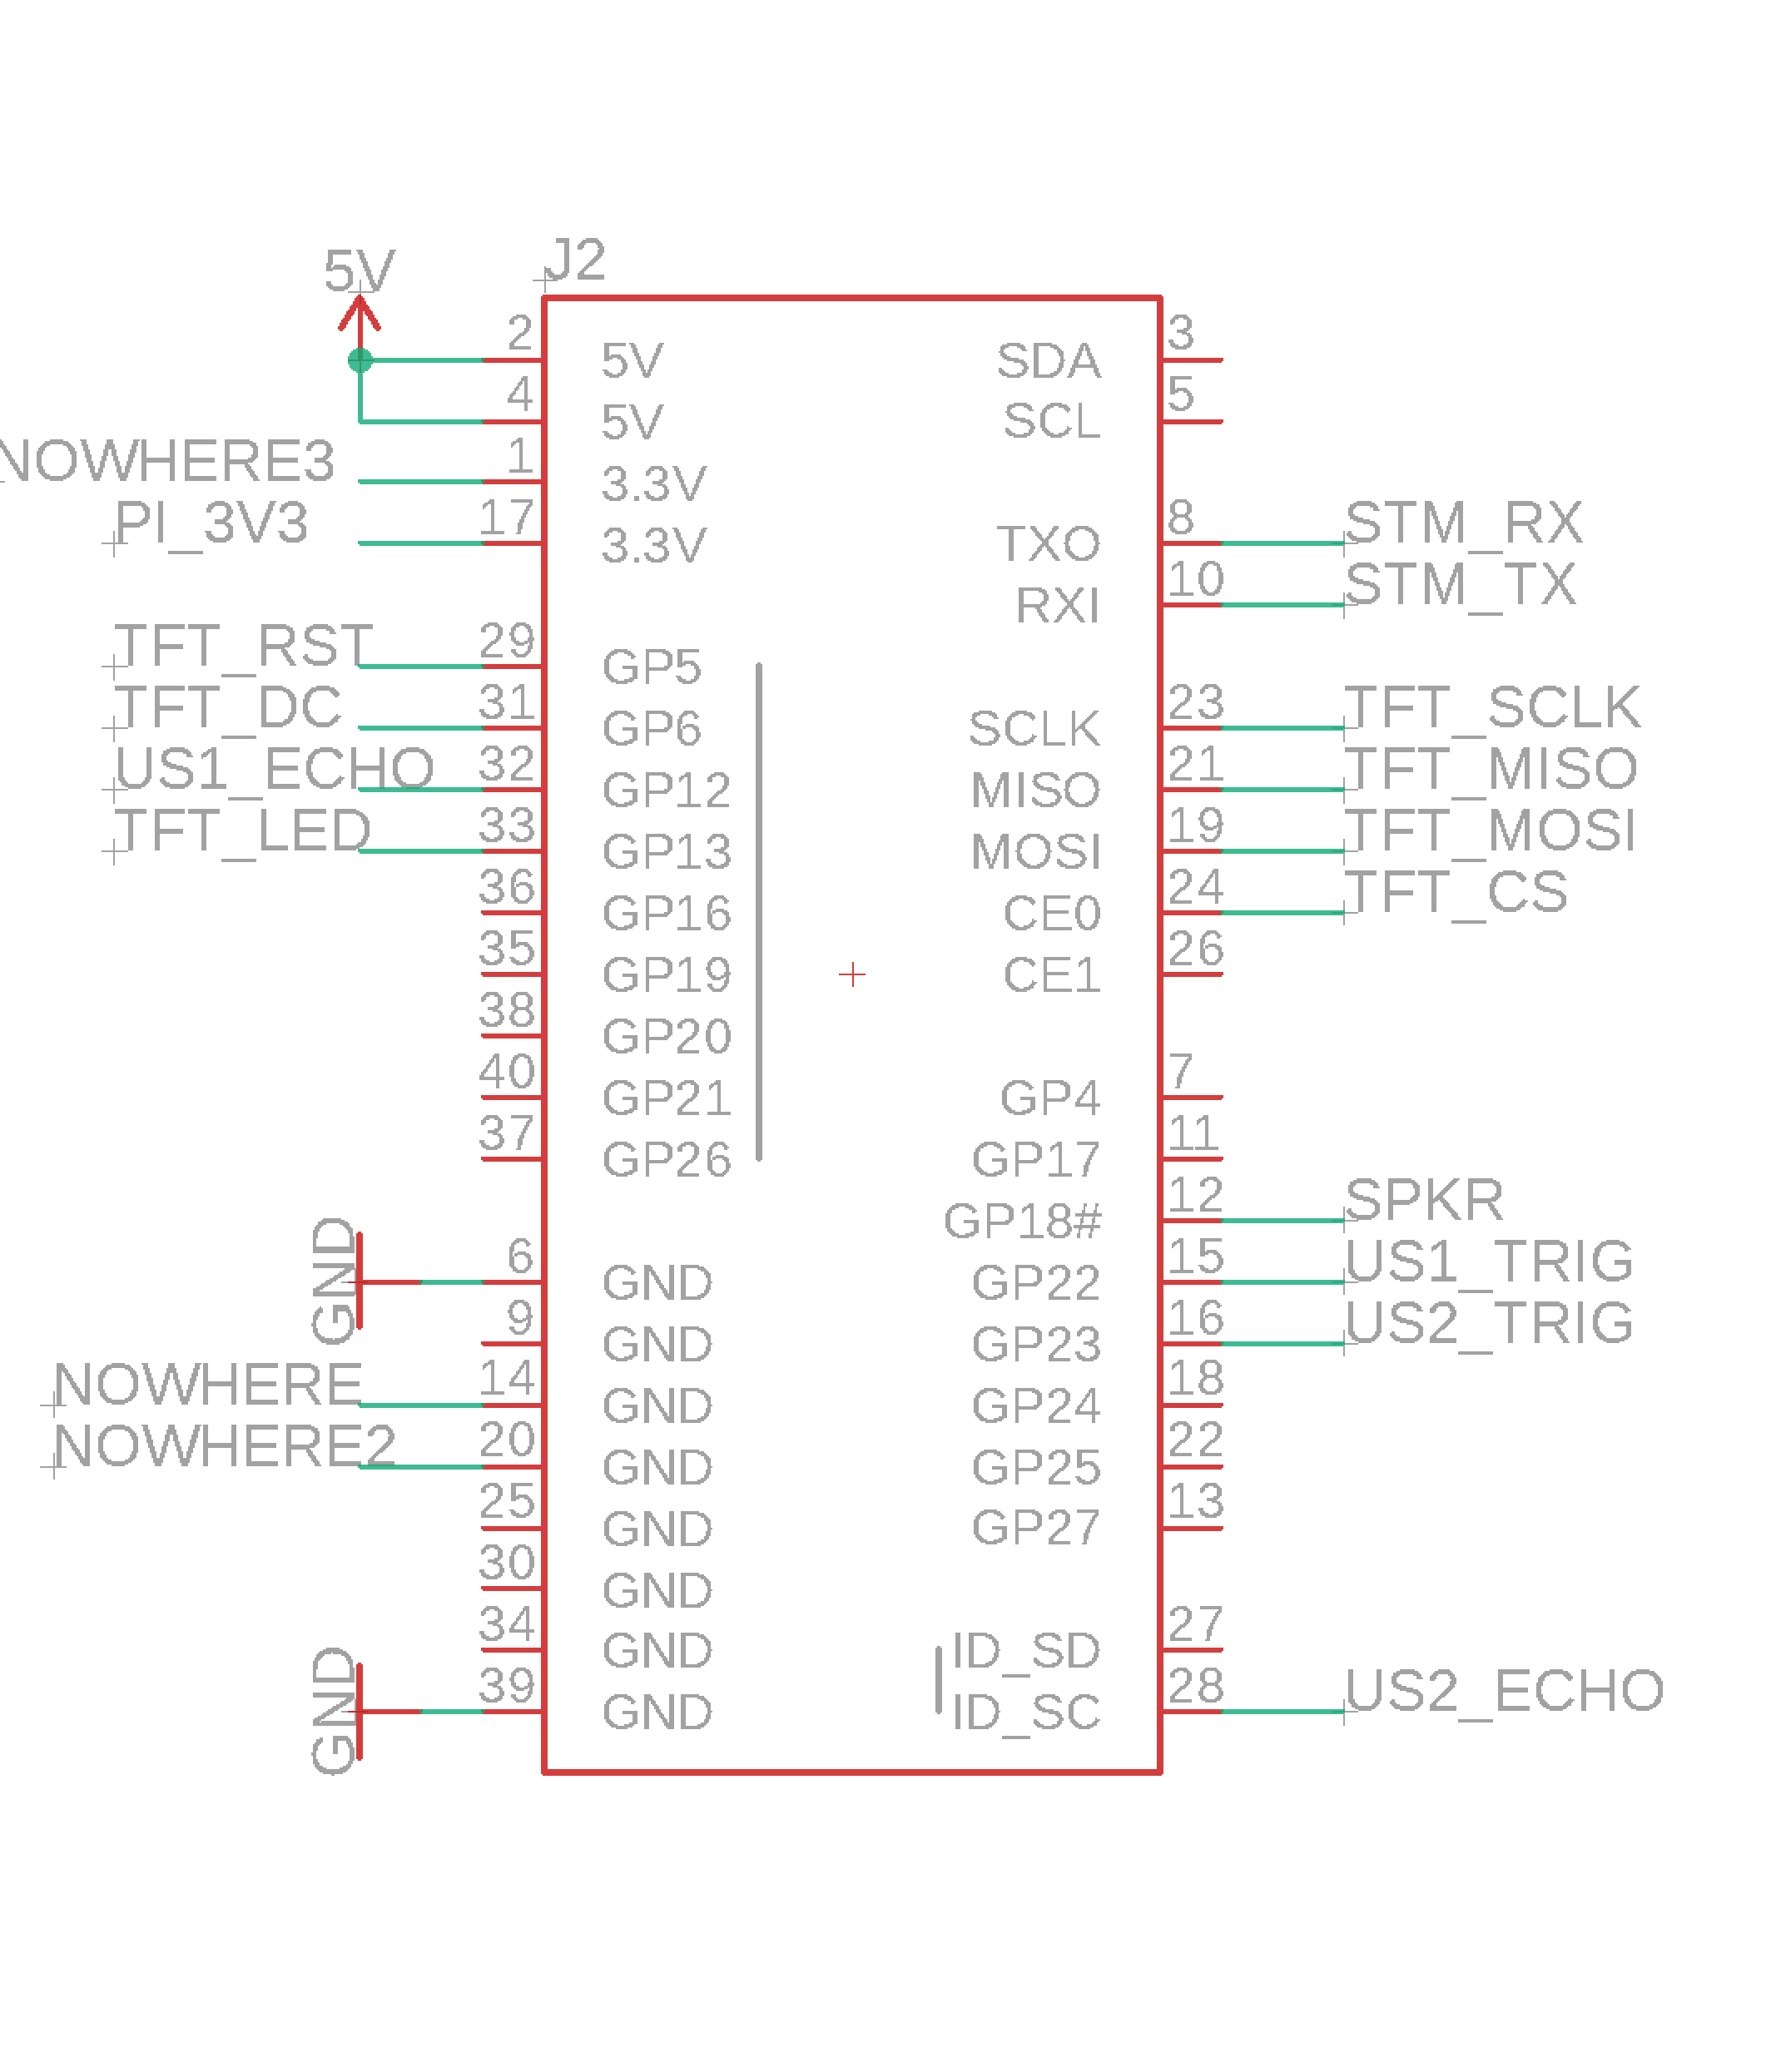 J2
5V
2 5V SDA 3
4 5V SCL 5
NOWHERE3 1 3.3V
PI_3V3 17 3.3V TXO 8 STM_RX
RXI 10 STM_TX
TFT_RST 29 GP5
TFT_DC 31 GP6 SCLK 23 TFT_SCLK
US1_ECHO 32 GP12 MISO 21 TFT_MISO
TFT_LED 33 GP13 MOSI 19 TFT_MOSI
36 GP16 CE0 24 TFT_CS
35 GP19 CE1 26
38 GP20
40 GP21 GP4 7
37 GP26 GP17 11
GP18# 12 SPKR
GND 6 GND GP22 15 US1_TRIG
9 GND GP23 16 US2_TRIG
NOWHERE 14 GND GP24 18
NOWHERE2 20 GND GP25 22
25 GND GP27 13
30 GND
34 GND ID_SD 27
GND 39 GND ID_SC 28 US2_ECHO